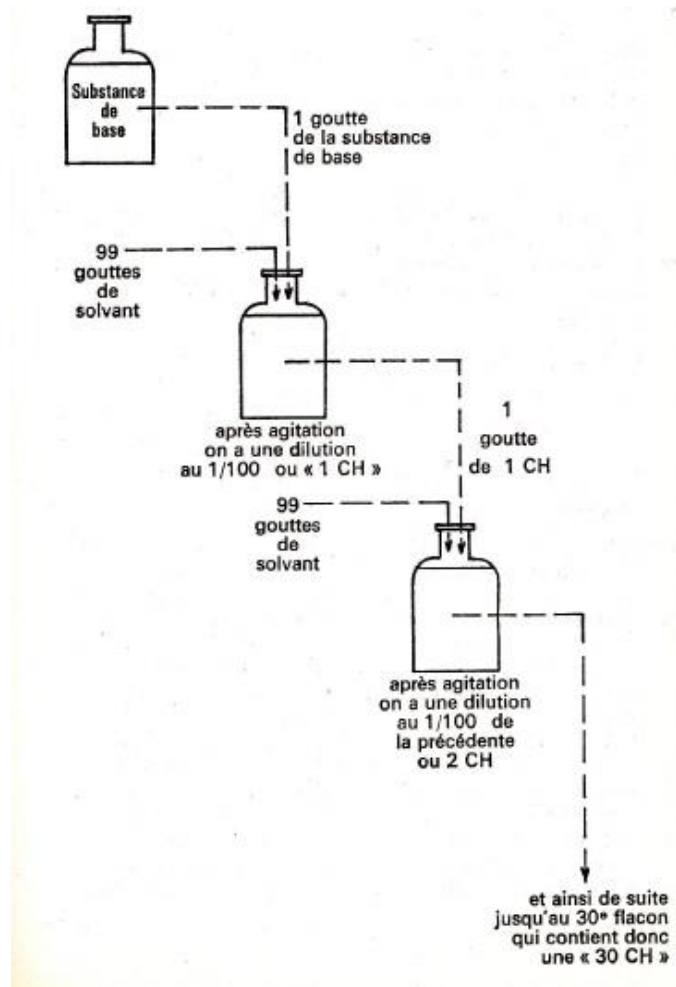 Substance
de
base
1 goutte
de la substance
de base
99
gouttes
de
solvant
après agitation
on a une dilution
au 1/100 ou « 1 CH »
1
goutte
de 1 CH
99
gouttes
de
solvant
après agitation
on a une dilution
au 1/100 de
la précédente
ou 2 CH
et ainsi de suite
jusqu'au 30e flacon
qui contient donc
une « 30 CH »